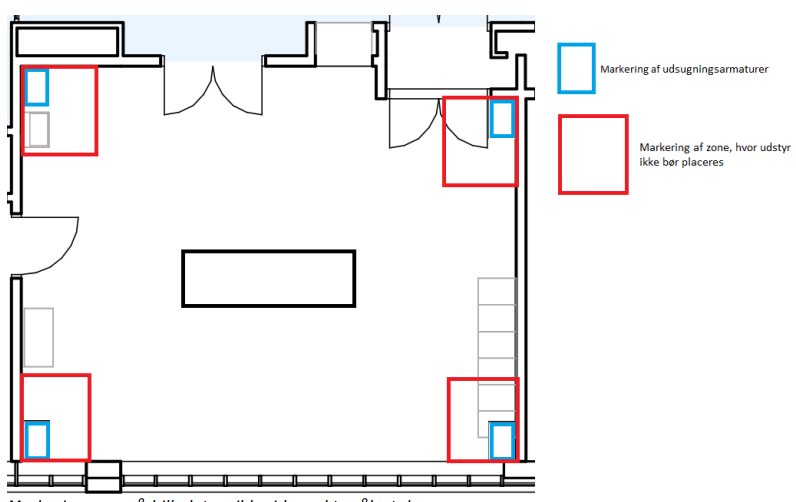 Markering af udsugningsarmaturer
Markering af zone, hvor udstyr
ikke bør placeres